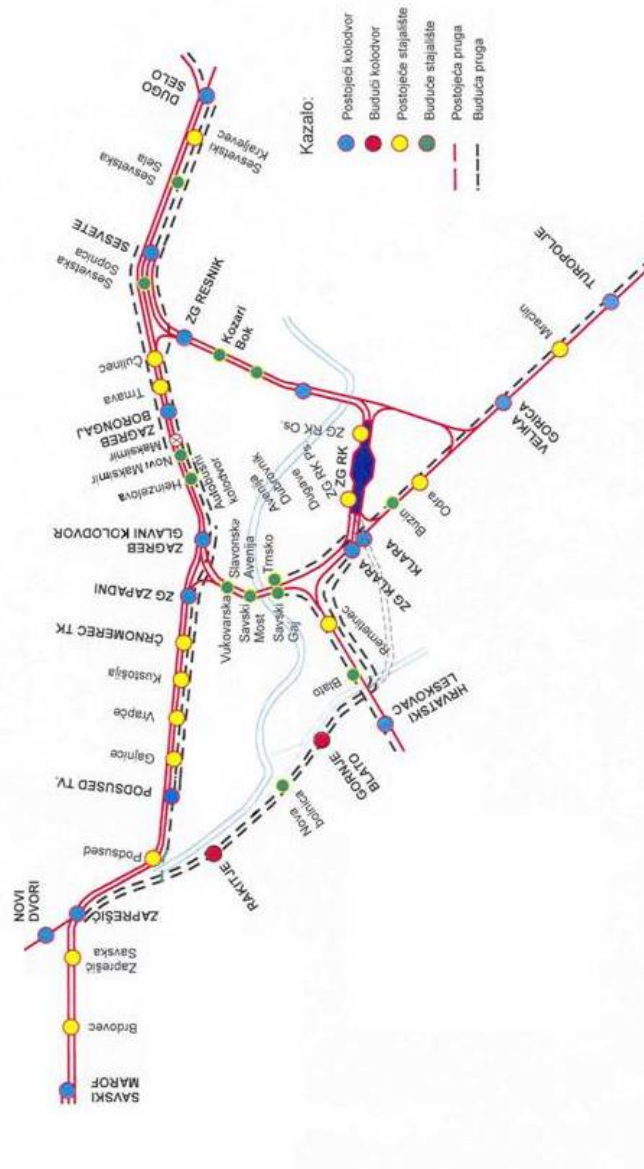 NOVI
DVORI
SAVSKI
MAROF
Brdovec
Zaprešić
Savska
ZAPREŠIĆ
Podsused
PODSUSED TV.
Gajnice
Vrapče
Kustošija
ČRNOMEREC TK
ZG ZAPADNI
ZAGREB
GLAVNI KOLODVOR
Autobusni
kolodvor
Heinzelova
Novi Maksimir
Maksimir
ZAGREB
BORONGAJ
Trnava
Čulinec
Sesvetska
Sopnica
SESVETE
Sesvetska
Sela
Sesvetski
Kraljevec
DUGO
SELO
ZG RESNIK
Kozari
Bok
Vukovarska
Slavonska
Avenija
Savski
Most
Trnsko
Savski
Gaj
Avenija
Dubrovnik
Dugave
ZG RK Ps.
ZG RK
ZG RK Os.
Remetinec
ZG KLARA
KLARA
Buzin
Odra
VELIKA
GORICA
Mraclin
TUROPOLJE
Blato
HRVATSKI
LESKOVAC
GORNJE
BLATO
Nova
bolnica
RAKITJE
Kazalo:
Postojeći kolodvor
Budući kolodvor
Postojeće stajalište
Buduće stajalište
Postojeća pruga
Buduća pruga